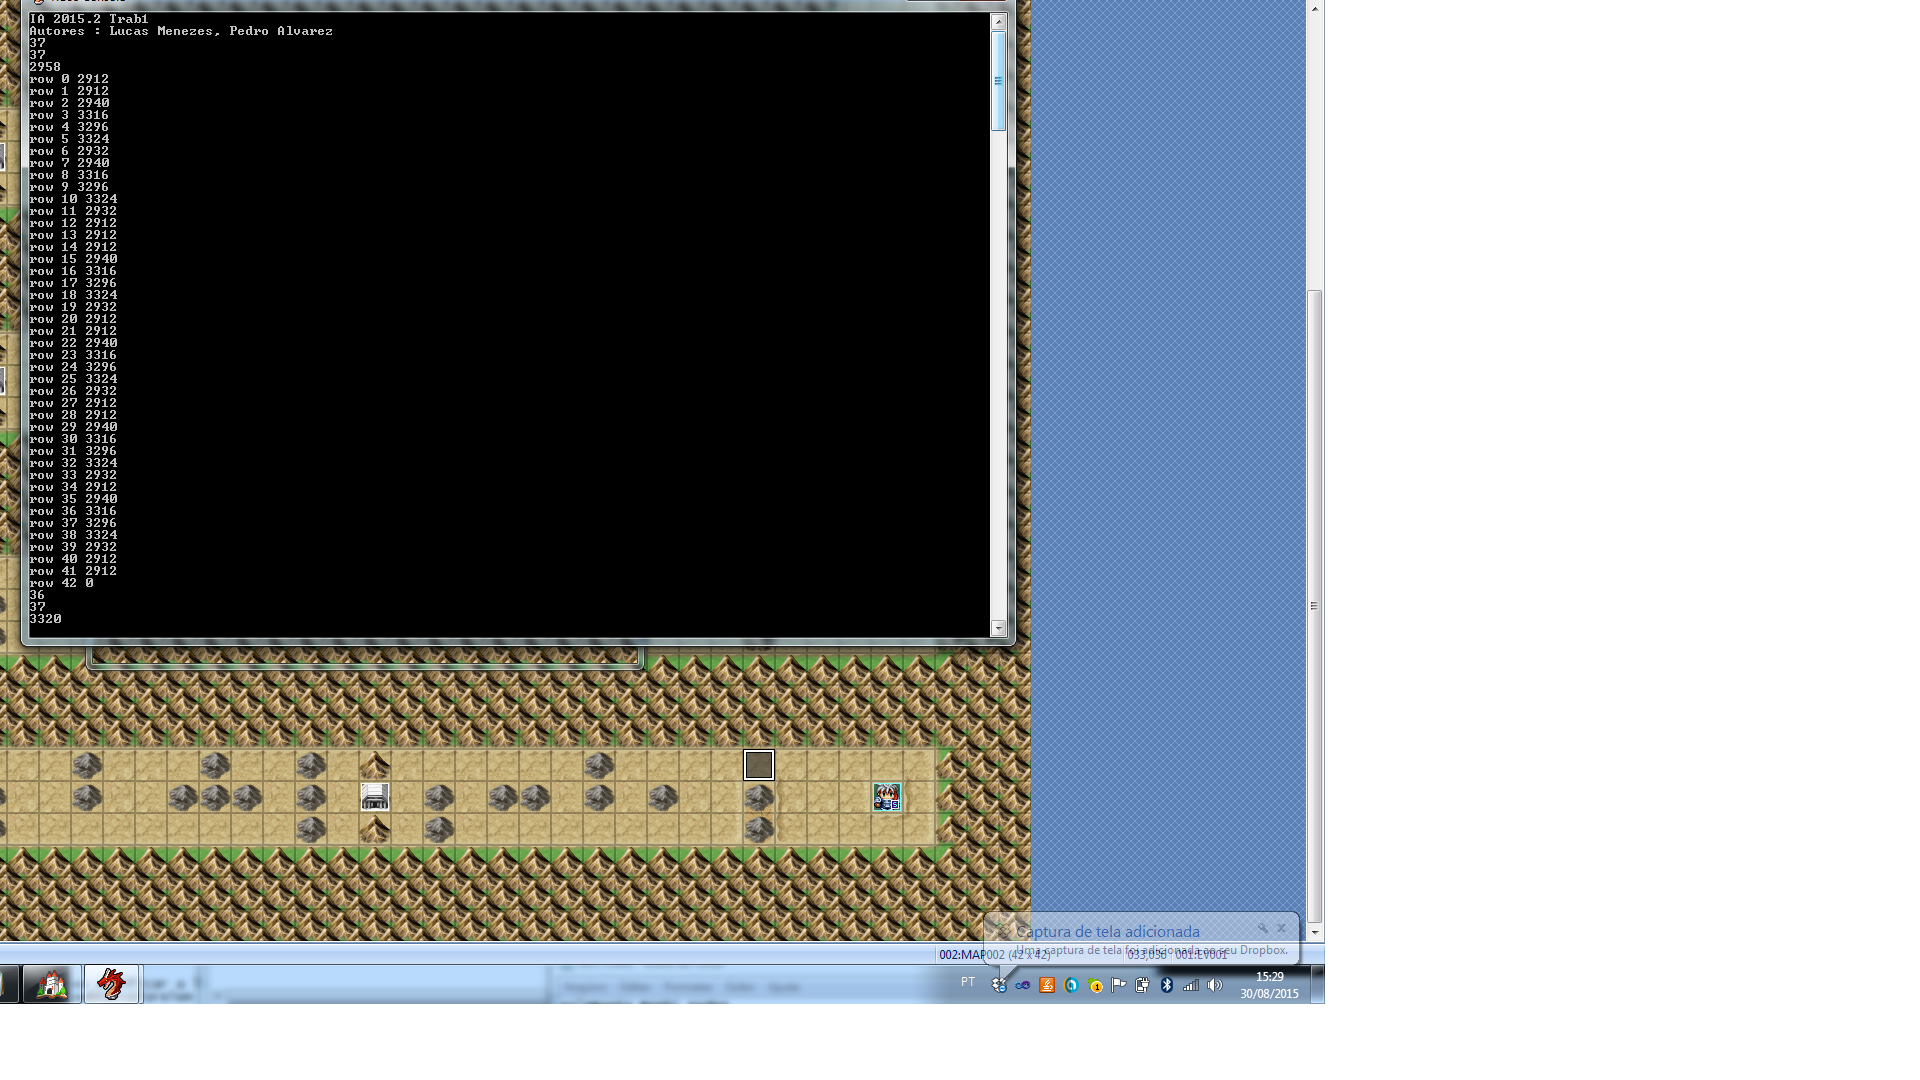 IA 2015.2 Trab1
Autores : Lucas Menezes, Pedro Alvarez
37
37
2958
row 0 2912
row 1 2912
row 2 2940
row 3 3316
row 4 3296
row 5 3324
row 6 2932
row 7 2940
row 8 3316
row 9 3296
row 10 3324
row 11 2932
row 12 2912
row 13 2912
row 14 2912
row 15 2940
row 16 3316
row 17 3296
row 18 3324
row 19 2932
row 20 2912
row 21 2912
row 22 2940
row 23 3316
row 24 3296
row 25 3324
row 26 2932
row 27 2912
row 28 2912
row 29 2940
row 30 3316
row 31 3296
row 32 3324
row 33 2932
row 34 2912
row 35 2940
row 36 3316
row 37 3296
row 38 3324
row 39 2932
row 40 2912
row 41 2912
row 42 0
36
37
3320
Captura de tela adicionada
Uma captura de tela foi adicionada ao seu Dropbox.
002:MAP002 (42 x 42) 033,036 001:EV001
PT
15:29
30/08/2015